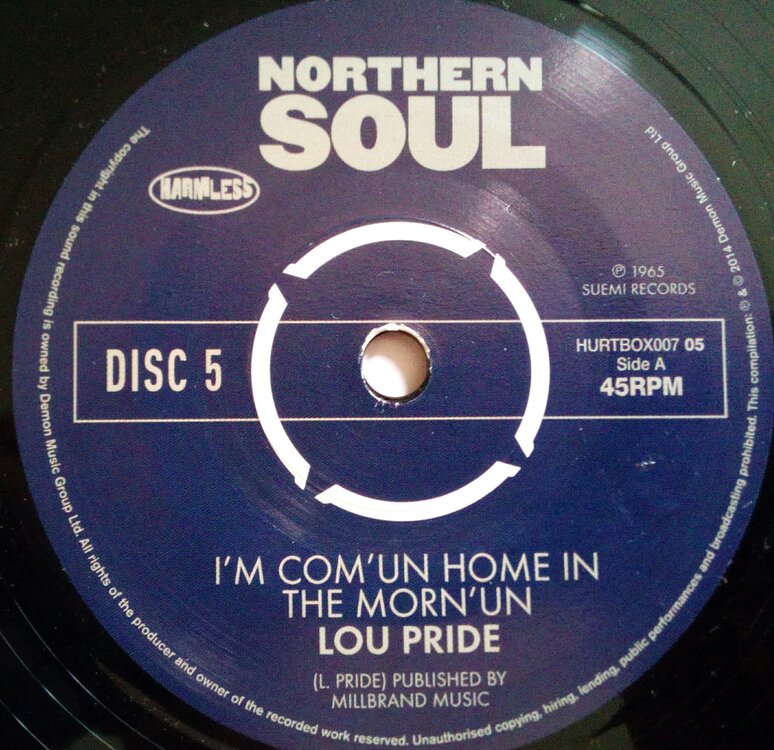 NORTHERN
SOUL
HARMLESS
℗ 1965
SUEMI RECORDS
DISC 5
HURTBOX007 05
Side A
45RPM
I'M COM'UN HOME IN
THE MORN'UN
LOU PRIDE
(L. PRIDE) PUBLISHED BY
MILLBRAND MUSIC
The copyright in this sound recording is owned by Demon Music Group Ltd. All rights of the producer and owner of the recorded work reserved. Unauthorised copying, hiring, lending, public performances and broadcasting prohibited. This compilation: ℗ & © 2014 Demon Music Group Ltd